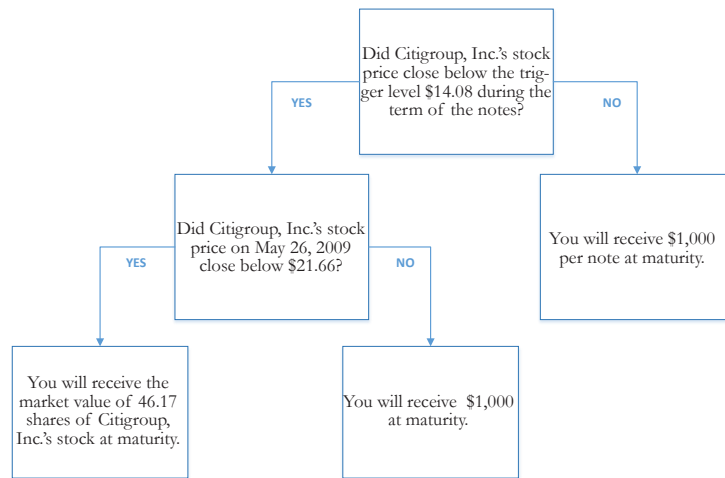 Did Citigroup, Inc.'s stock
price close below the trig-
ger level $14.08 during the
term of the notes?
YES
NO
Did Citigroup, Inc.'s stock
price on May 26, 2009
close below $21.66?
You will receive $1,000
per note at maturity.
YES
NO
You will receive the
market value of 46.17
shares of Citigroup,
Inc.'s stock at maturity.
You will receive $1,000
at maturity.